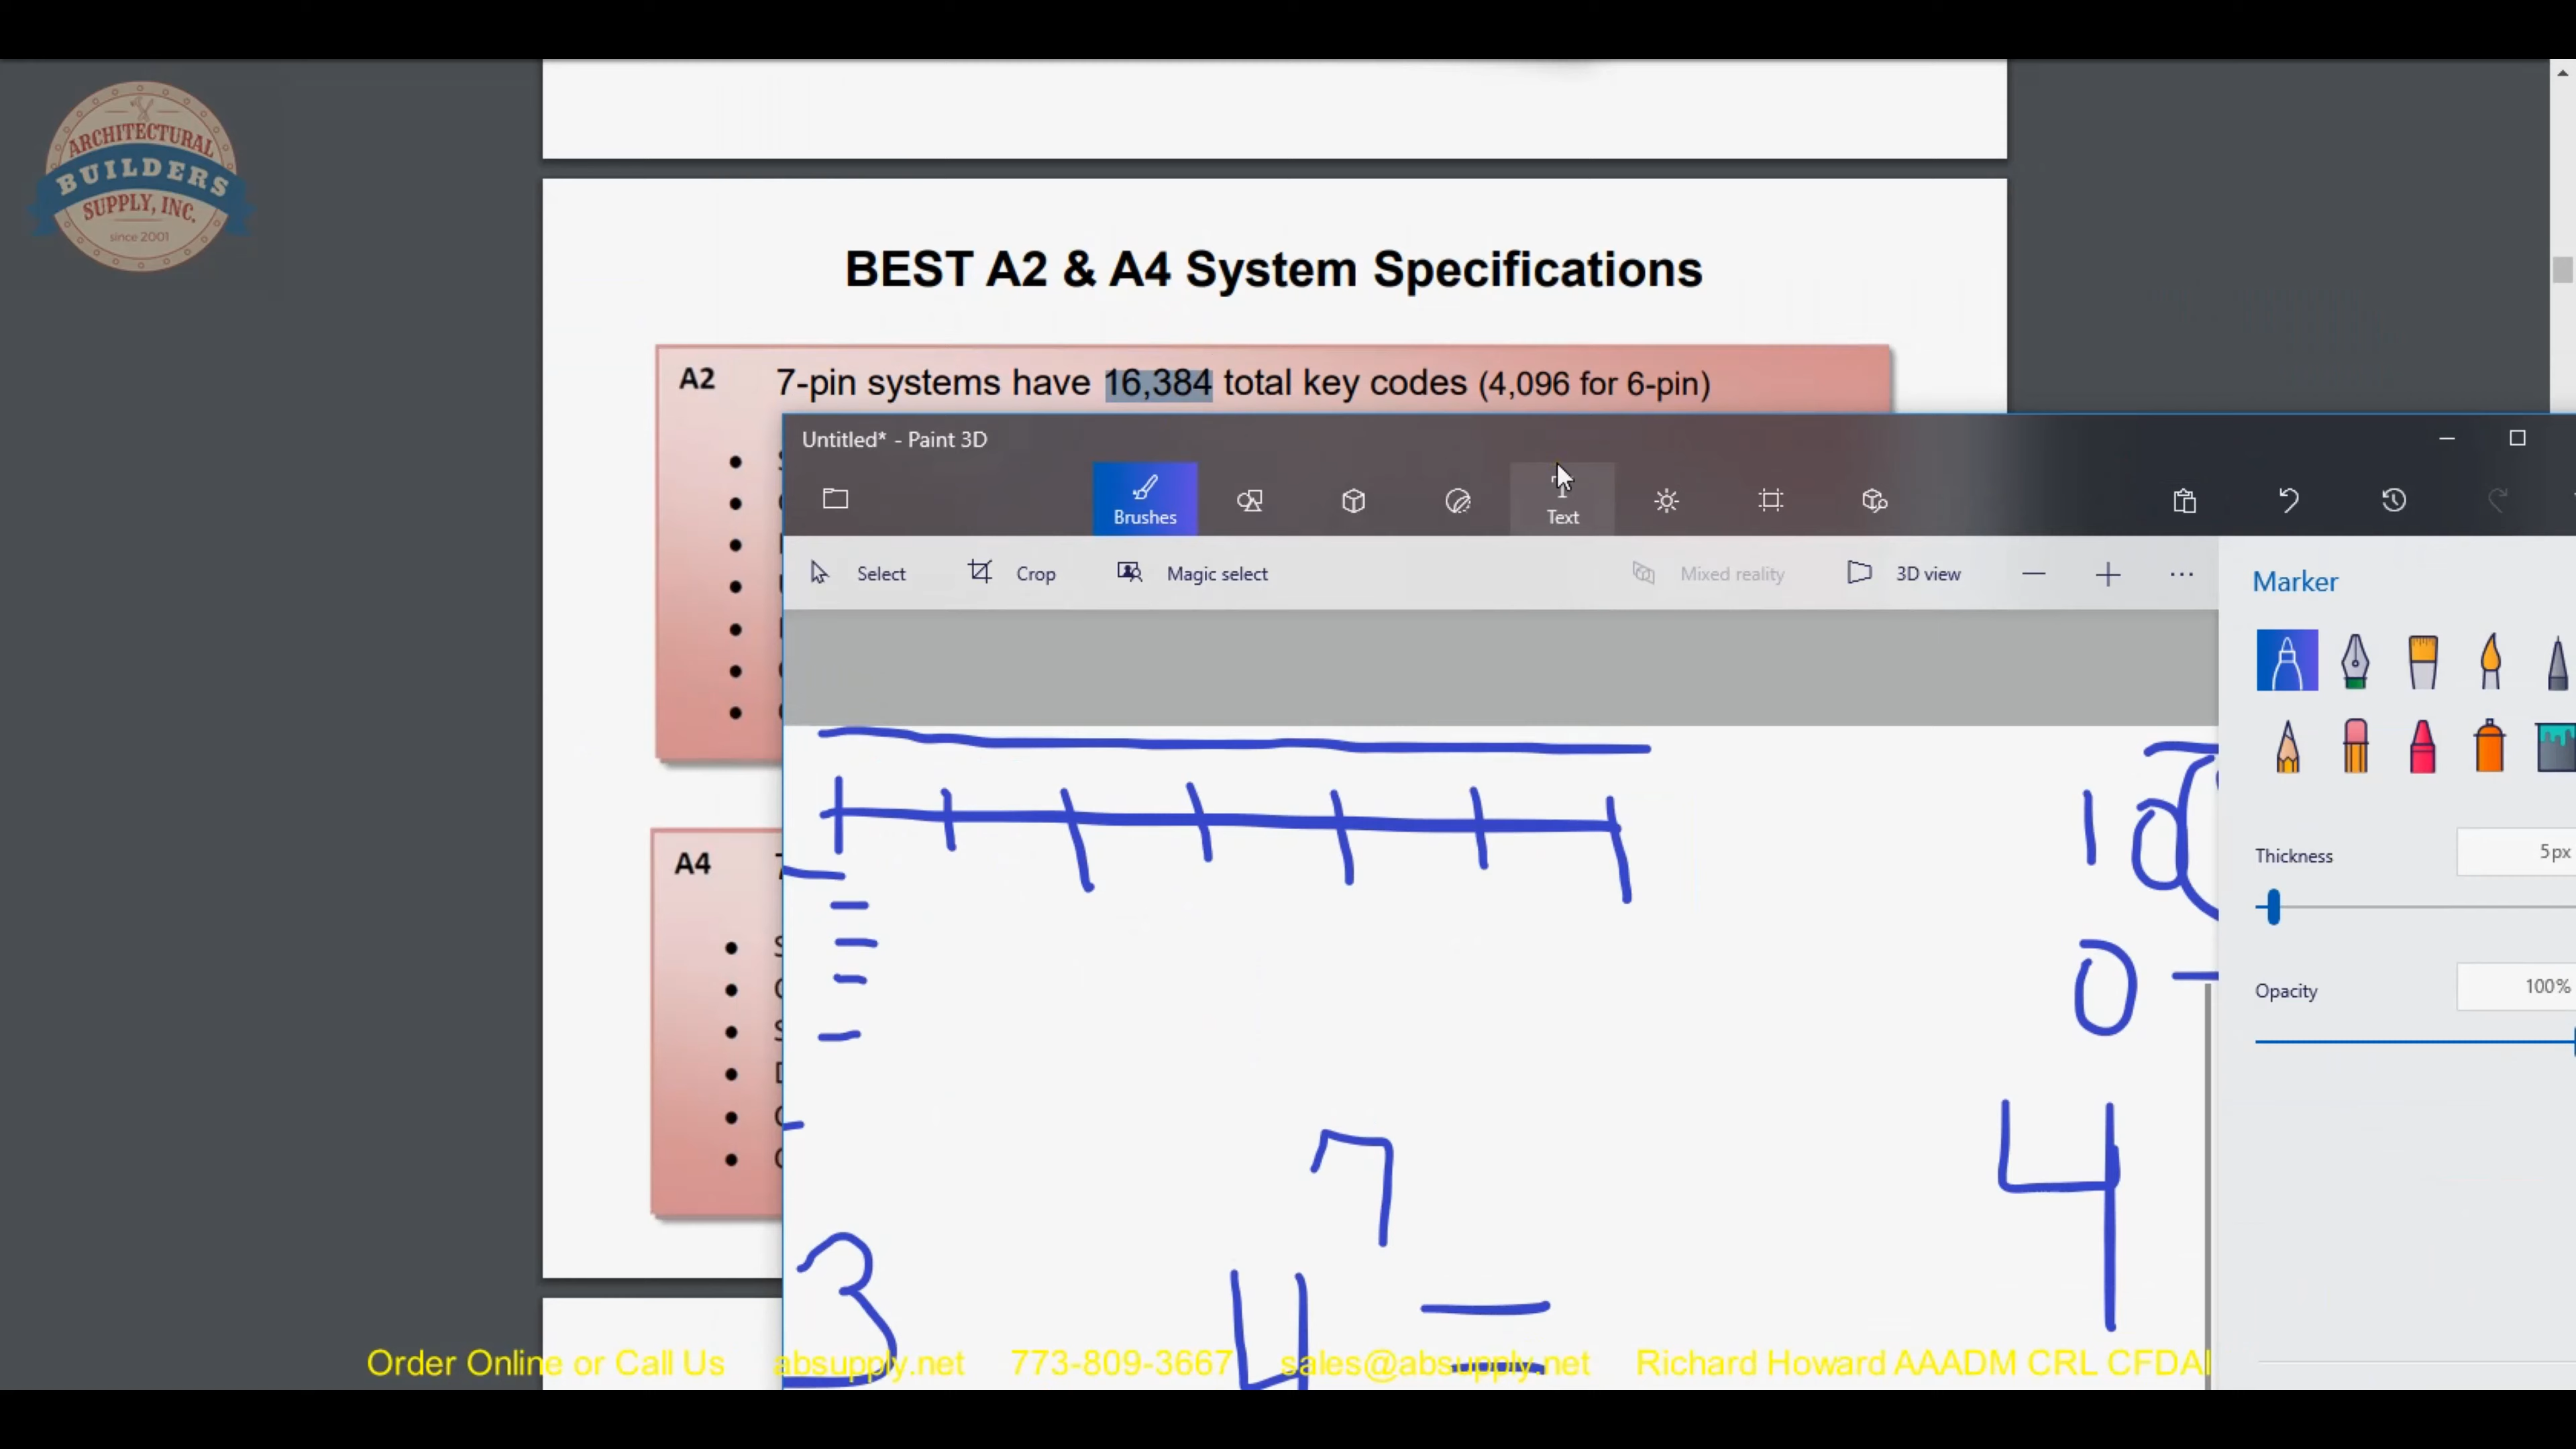 ARCHITECTURAL
BUILDERS
SUPPLY, INC.
since 2001
BEST A2 & A4 System Specifications
A2 7-pin systems have 16,384 total key codes (4,096 for 6-pin)
Untitled* - Paint 3D
Brushes
Text
Select
Crop
Magic select
Mixed reality
3D view
Marker
Thickness
5px
Opacity
100%
A4
10
0
4
7
4 =
3
Order Online or Call Us absupply.net 773-809-3667 sales@absupply.net Richard Howard AAADM CRL CFDAI